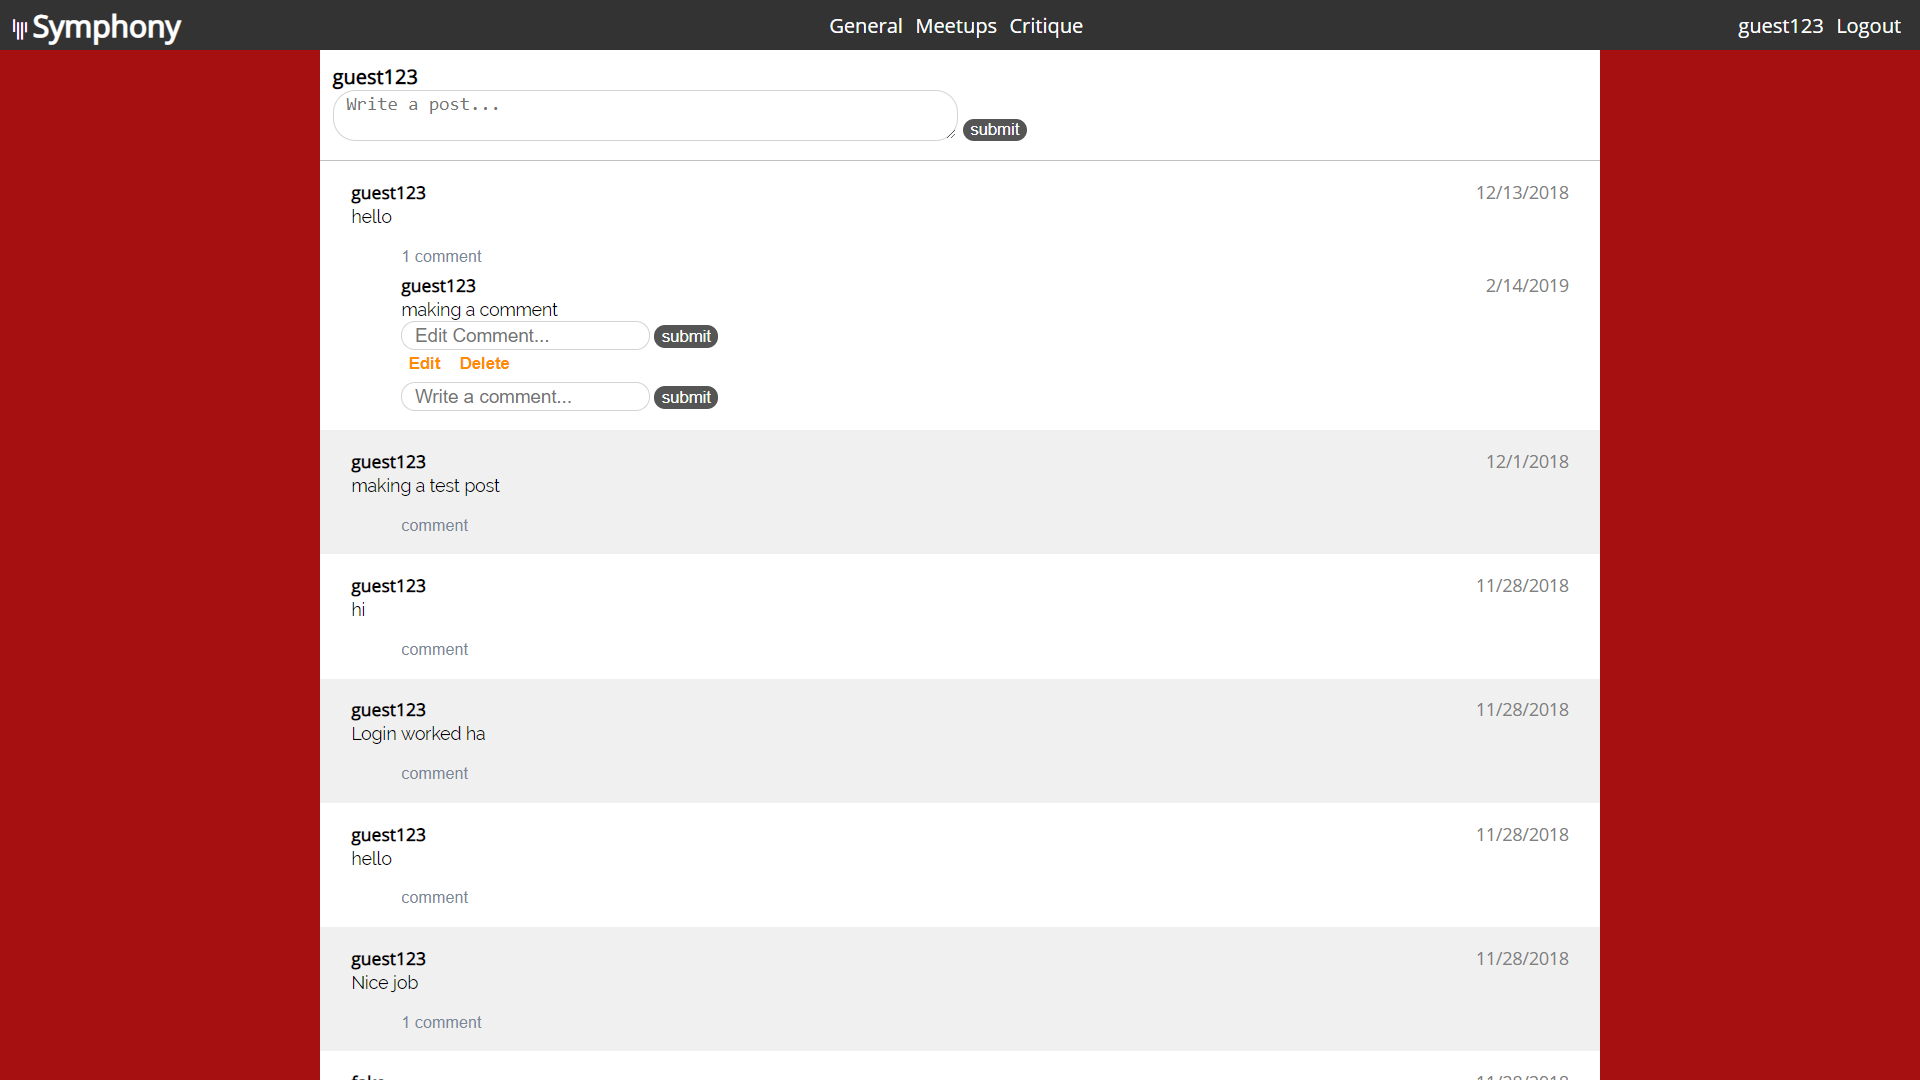 Symphony General Meetups Critique guest123 Logout
guest123
Write a post...
submit
guest123 12/13/2018
hello
1 comment
guest123 2/14/2019
making a comment
Edit Comment... submit
Edit Delete
Write a comment... submit
guest123 12/1/2018
making a test post
comment
guest123 11/28/2018
hi
comment
guest123 11/28/2018
Login worked ha
comment
guest123 11/28/2018
hello
comment
guest123 11/28/2018
Nice job
1 comment